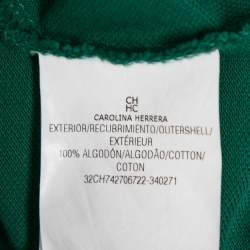 CH
HC
CAROLINA HERRERA
EXTERIOR/RECUBRIMIENTO/OUTERSHELL/
EXTÉRIEUR
100% ALGODÓN/ALGODÃO/COTTON/
COTON
32CH742706722-340271